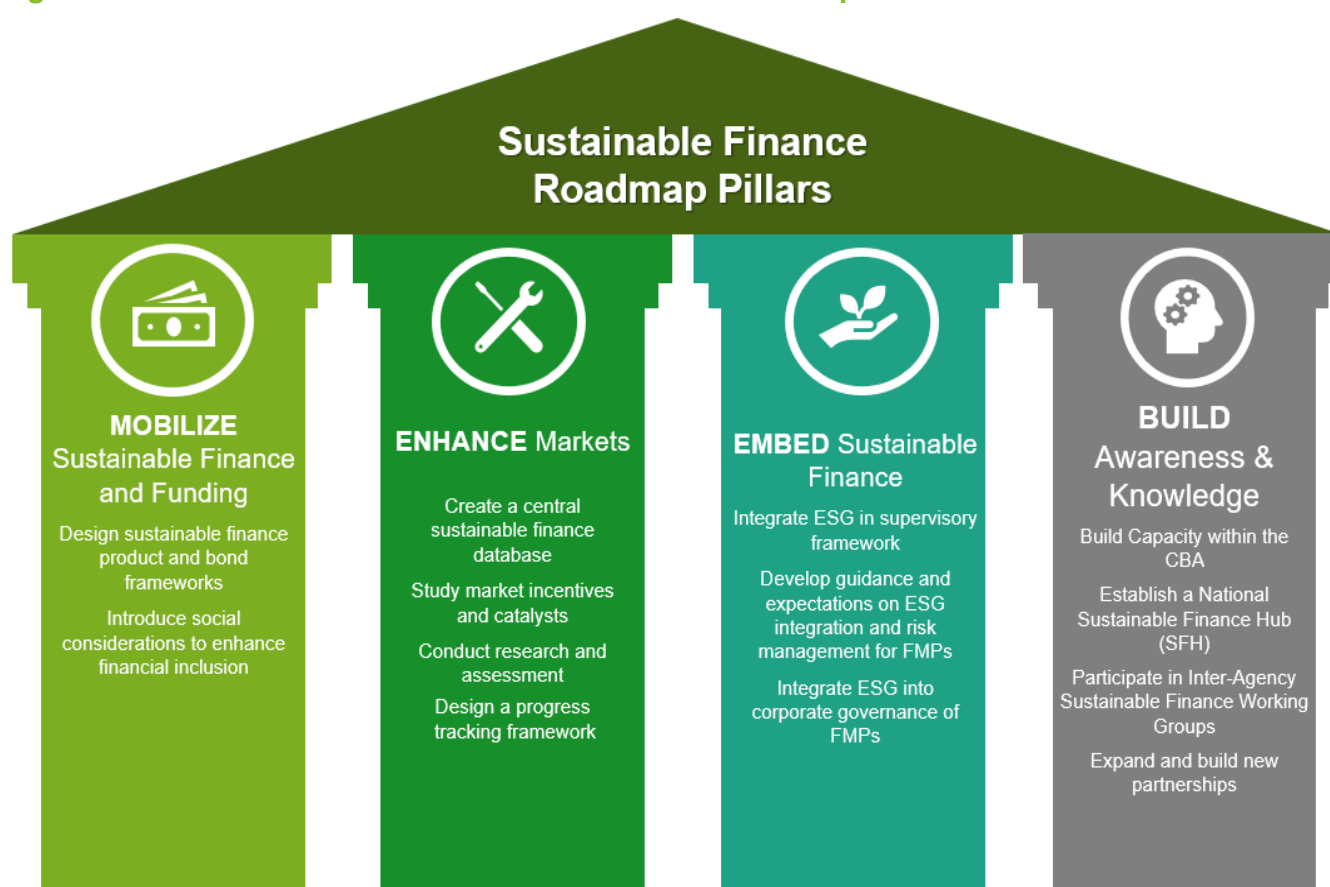 Sustainable Finance
Roadmap Pillars
MOBILIZE
Sustainable Finance
and Funding
Design sustainable finance
product and bond
frameworks
Introduce social
considerations to enhance
financial inclusion
ENHANCE Markets
Create a central
sustainable finance
database
Study market incentives
and catalysts
Conduct research and
assessment
Design a progress
tracking framework
EMBED Sustainable
Finance
Integrate ESG in supervisory
framework
Develop guidance and
expectations on ESG
integration and risk
management for FMPs
Integrate ESG into
corporate governance of
FMPs
BUILD
Awareness &
Knowledge
Build Capacity within the
CBA
Establish a National
Sustainable Finance Hub
(SFH)
Participate in Inter-Agency
Sustainable Finance Working
Groups
Expand and build new
partnerships